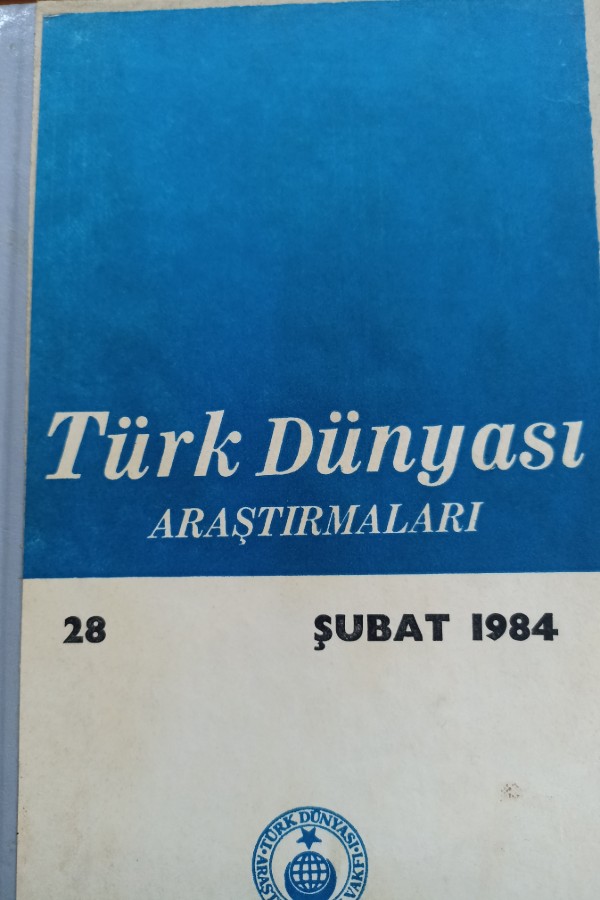 Türk Dünyası
ARAŞTIRMALARI
28 ŞUBAT 1984
TÜRK DÜNYASI
VAKFI